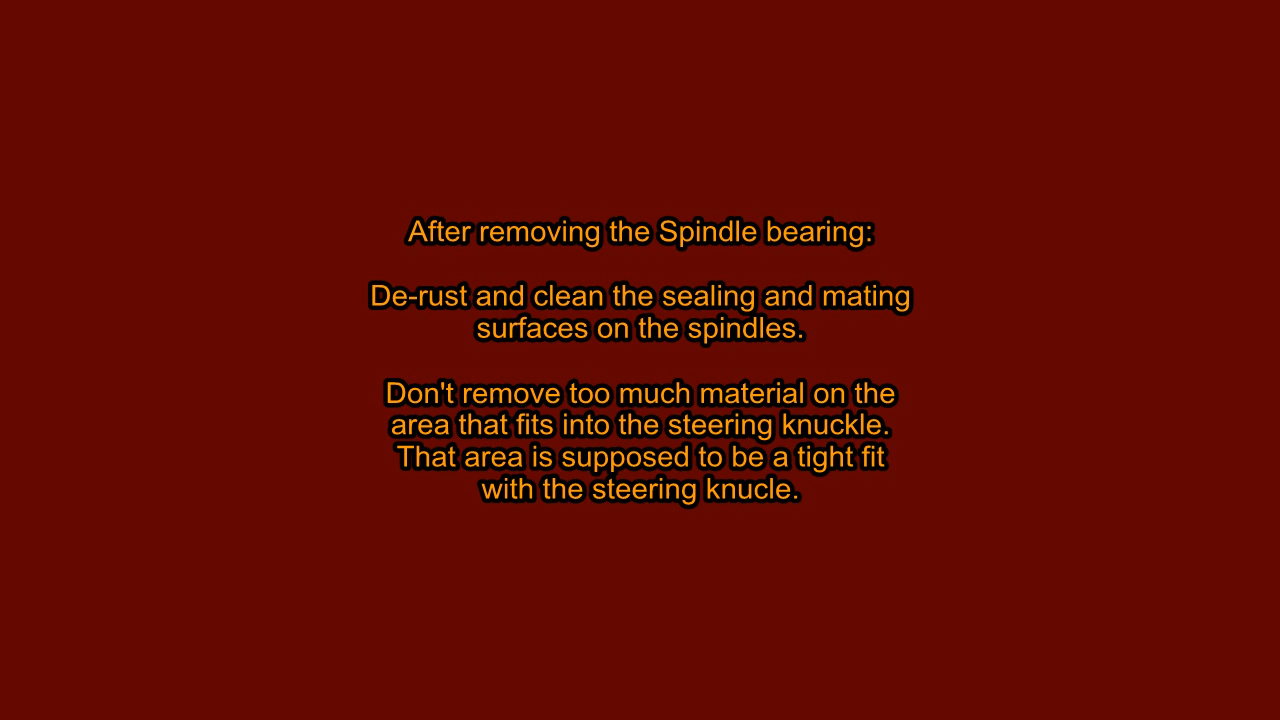 After removing the Spindle bearing:
De-rust and clean the sealing and mating
surfaces on the spindles.
Don't remove too much material on the
area that fits into the steering knuckle.
That area is supposed to be a tight fit
with the steering knucle.